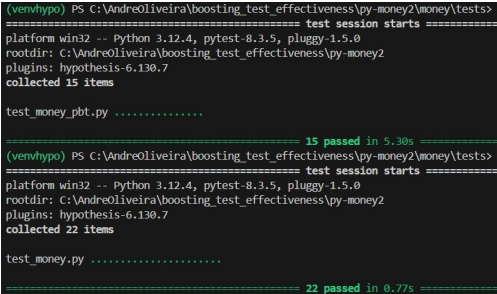 (venvhypo) PS C:\AndreOliveira\boosting_test_effectiveness\py-money2\money\tests>
======================================= test session starts ============
platform win32 -- Python 3.12.4, pytest-8.3.5, pluggy-1.5.0
rootdir: C:\AndreOliveira\boosting_test_effectiveness\py-money2
plugins: hypothesis-6.130.7
collected 15 items
test_money_pbt.py ...............
======================================= 15 passed in 5.30s =============
(venvhypo) PS C:\AndreOliveira\boosting_test_effectiveness\py-money2\money\tests>
======================================= test session starts ============
platform win32 -- Python 3.12.4, pytest-8.3.5, pluggy-1.5.0
rootdir: C:\AndreOliveira\boosting_test_effectiveness\py-money2
plugins: hypothesis-6.130.7
collected 22 items
test_money.py ......................
======================================= 22 passed in 0.77s =============